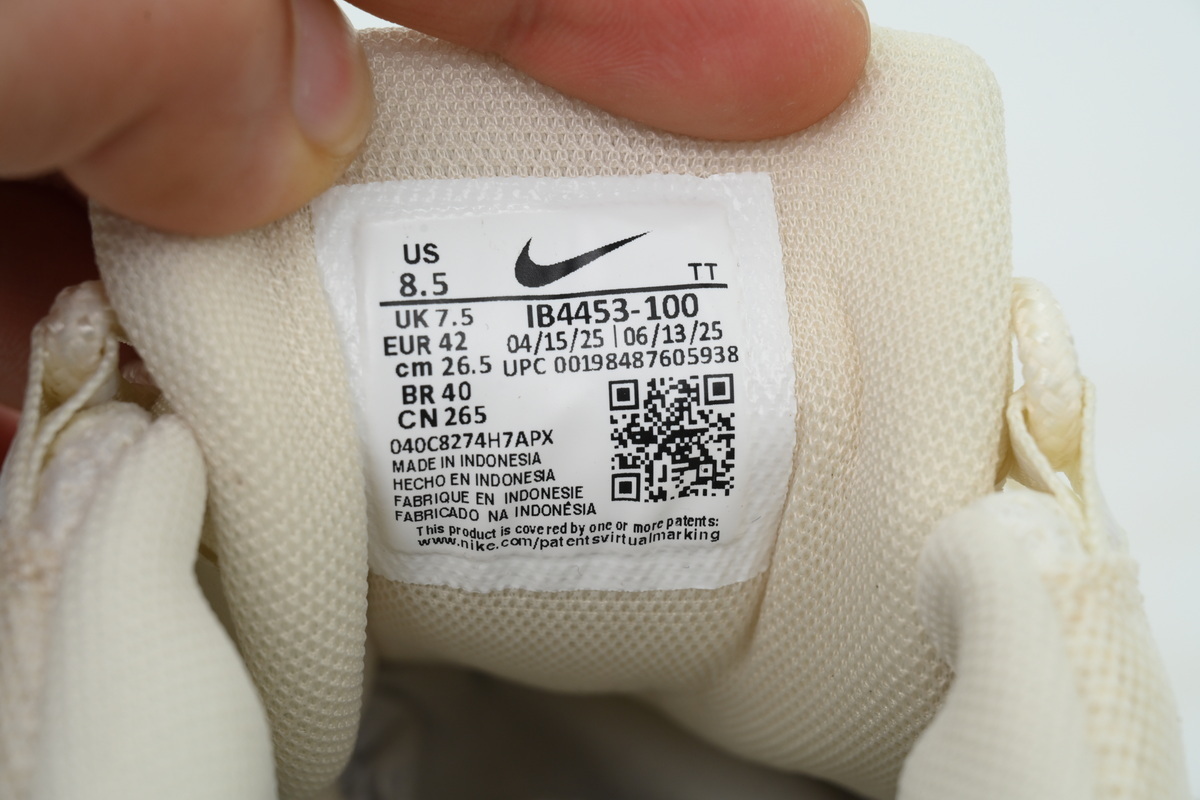 US
8.5
TT
UK 7.5
IB4453-100
EUR 42
04/15/25 | 06/13/25
cm 26.5
UPC 00198487605938
BR 40
CN 265
040C8274H7APX
MADE IN INDONESIA
HECHO EN INDONESIA
FABRIQUE EN INDONESIE
FABRICADO NA INDONÉSIA
This product is covered by one or more patents:
www.nike.com/patentsvirtualmarking